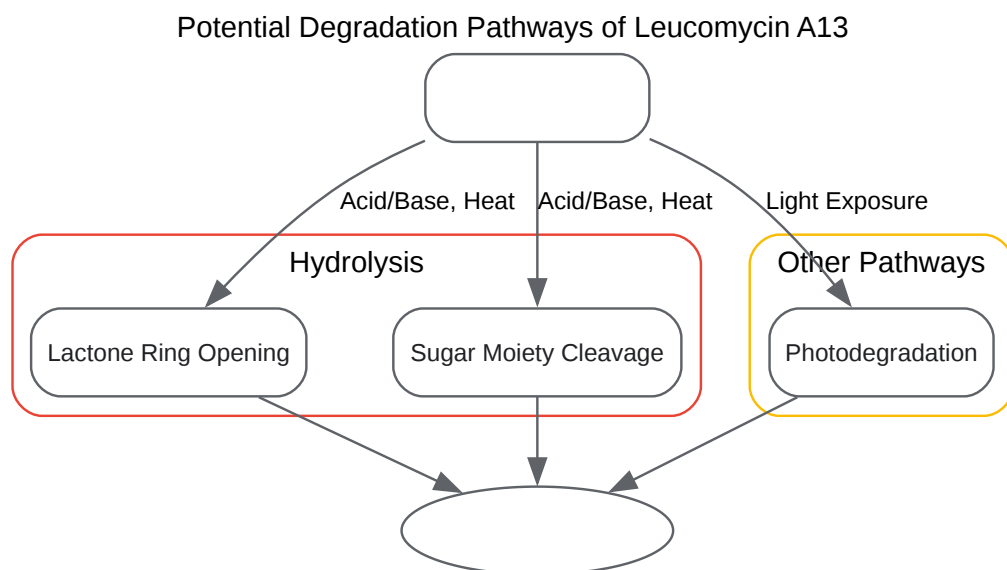 Potential Degradation Pathways of Leucomycin A13
Acid/Base, Heat
Acid/Base, Heat
Light Exposure
Hydrolysis
Other Pathways
Lactone Ring Opening
Sugar Moiety Cleavage
Photodegradation